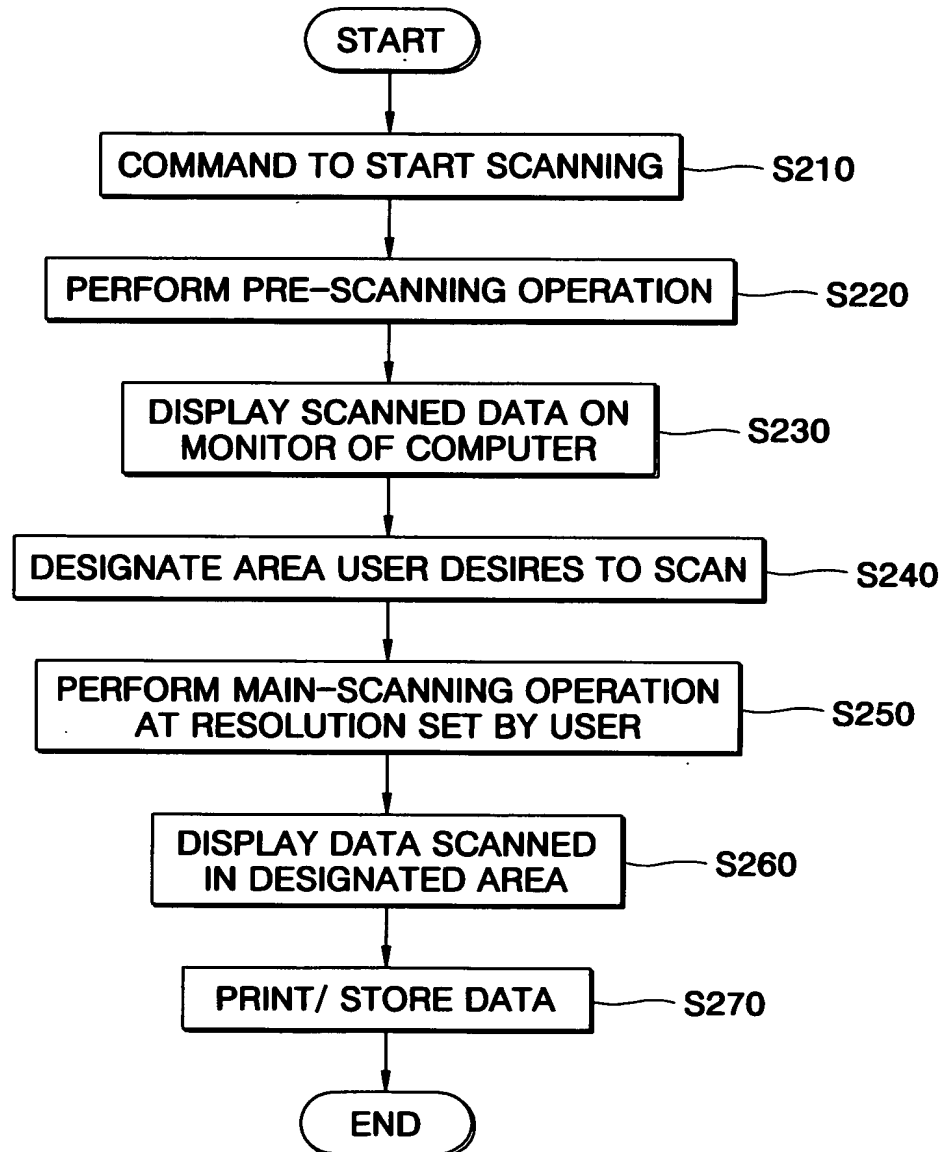 START
COMMAND TO START SCANNING
S210
PERFORM PRE-SCANNING OPERATION
S220
DISPLAY SCANNED DATA ON
MONITOR OF COMPUTER
S230
DESIGNATE AREA USER DESIRES TO SCAN
S240
PERFORM MAIN-SCANNING OPERATION
AT RESOLUTION SET BY USER
S250
DISPLAY DATA SCANNED
IN DESIGNATED AREA
S260
PRINT/ STORE DATA
S270
END